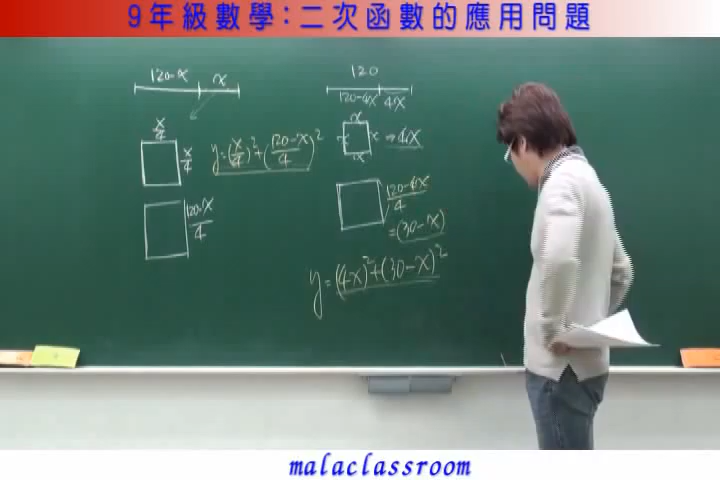 9年級數學:二次函數的應用問題
120-x x
x/4
x/4
y=(x/4)²+(120-x/4)²
120-x/4
120
120-4x 4x
x
x x ⇒4x
x
120-4x/4
=(30-x)
y=(4x)²+(30-x)²
malaclassroom